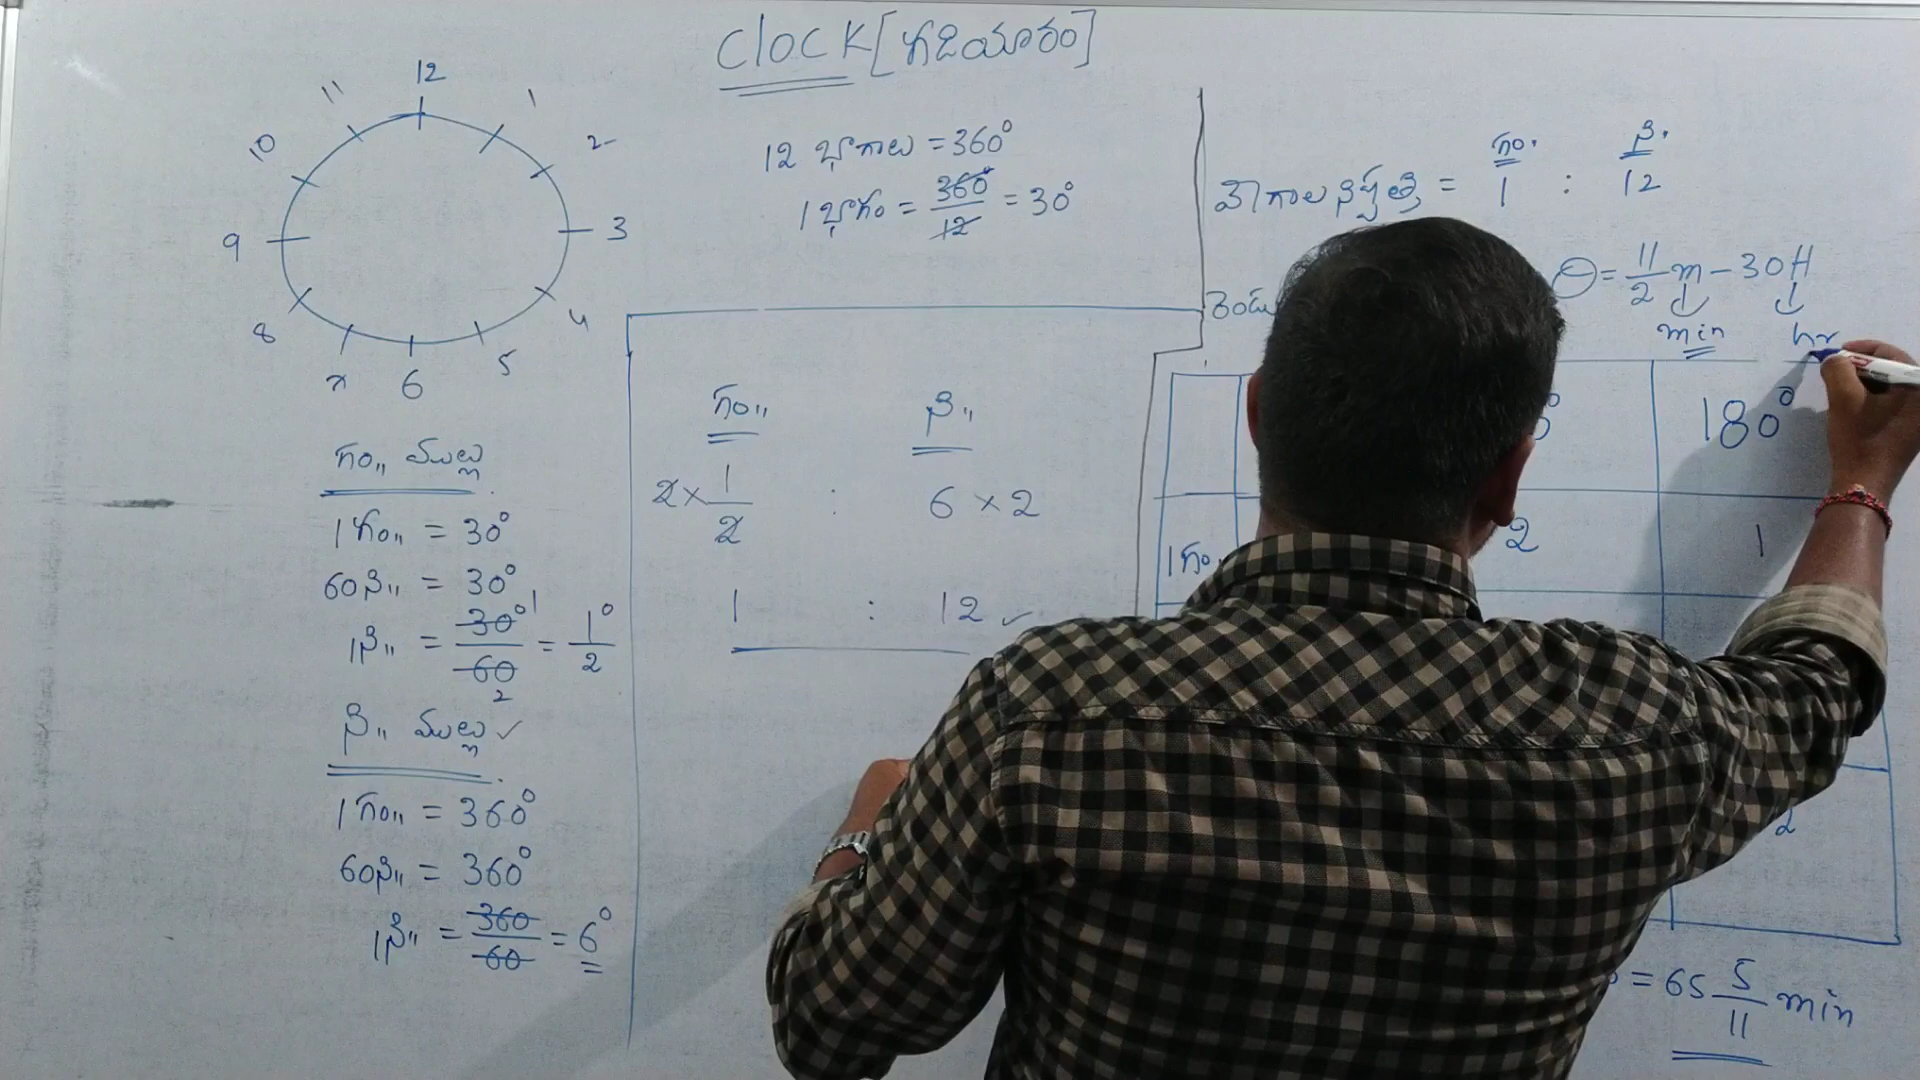 CLOCK [గడియారం]
12
11
1
10
2
9
3
8
4
7
6
5
12 భాగాలు = 360°
1 భాగం = 360°/12 = 30°
గం,, ముల్లు
1 గం,, = 30°
60 ని,, = 30°
1 ని,, = 30°/60 = 1°/2
ని,, ముల్లు ✓
1 గం,, = 360°
60 ని,, = 360°
1 ని,, = 360/60 = 6°
గం,, ని,,
2 × 1/2 : 6 × 2
1 : 12 ✓
గం. ని.
వేగాల నిష్పత్తి = 1 : 12
θ = 11/2 m - 30H
min hr
180°
1 గం. 2 1
2
= 65 5/11 min